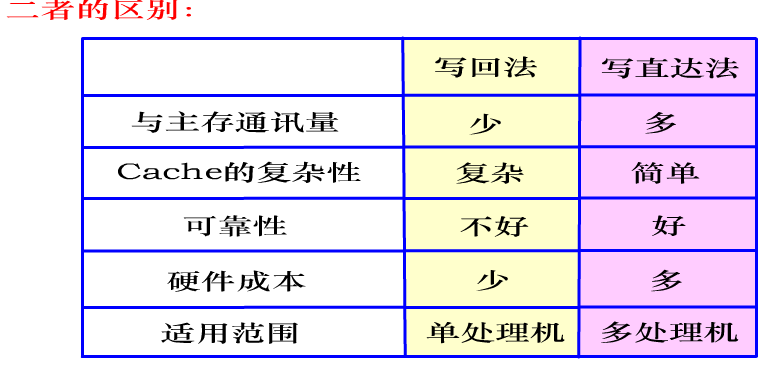 二者的区别:
写回法 写直达法
与主存通讯量 少 多
Cache的复杂性 复杂 简单
可靠性 不好 好
硬件成本 少 多
适用范围 单处理机 多处理机